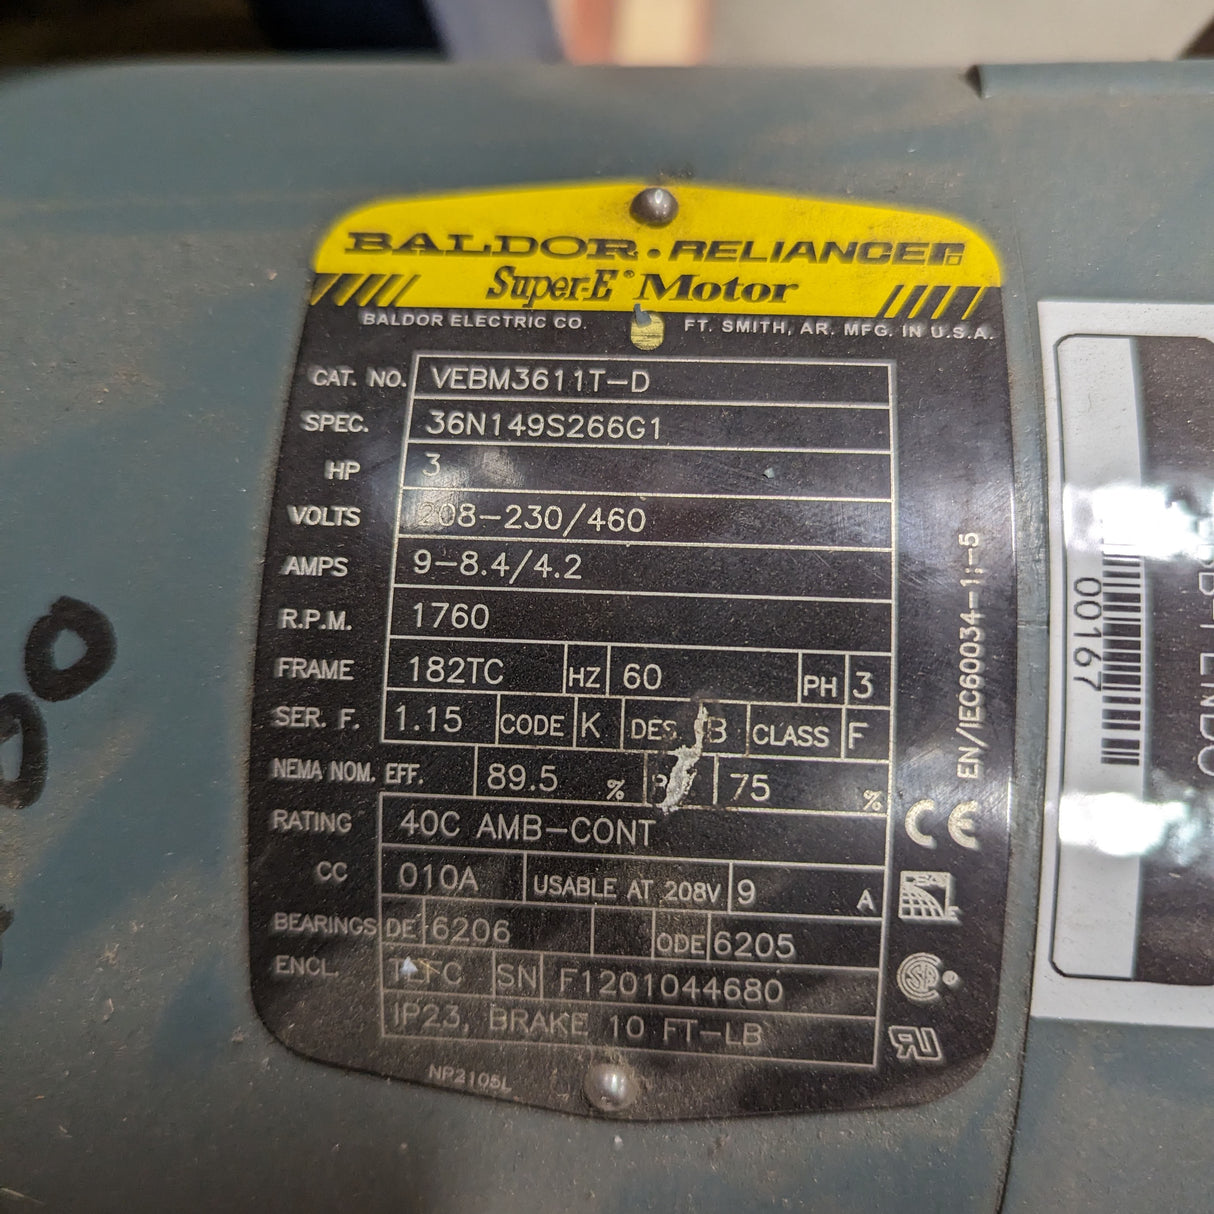 BALDOR • RELIANCER
Super-E® Motor
BALDOR ELECTRIC CO. FT. SMITH, AR. MFG. IN U.S.A.
CAT. NO. VEBM3611T-D
SPEC. 36N149S266G1
HP 3
VOLTS 208-230/460
AMPS 9-8.4/4.2
R.P.M. 1760
FRAME 182TC HZ 60 PH 3
SER. F. 1.15 CODE K DES. B CLASS F
NEMA NOM. EFF. 89.5 % 75 %
RATING 40C AMB-CONT
CC 010A USABLE AT 208V 9 A
BEARINGS DE 6206 ODE 6205
ENCL. SN F1201044680
IP23, BRAKE 10 FT-LB
NP2105L
EN/IEC60034-1:-5
CE
00167